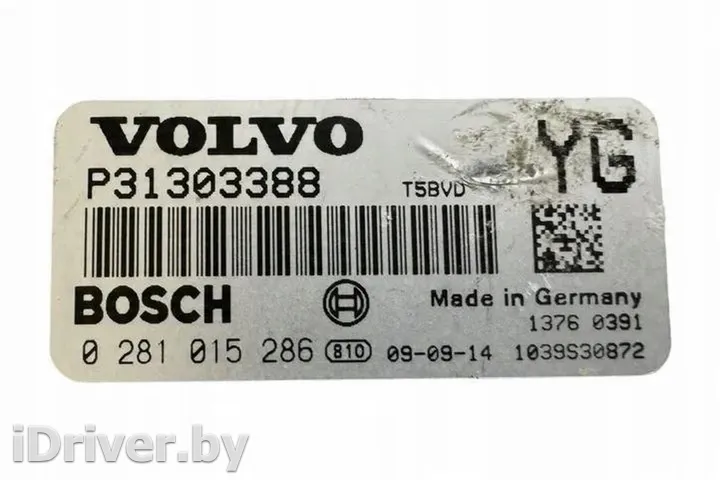 VOLVO YG
P31303388 T5BVD
BOSCH Made in Germany
1376 0391
0 281 015 286 810 09-09-14 1039S30872
iDriver.by